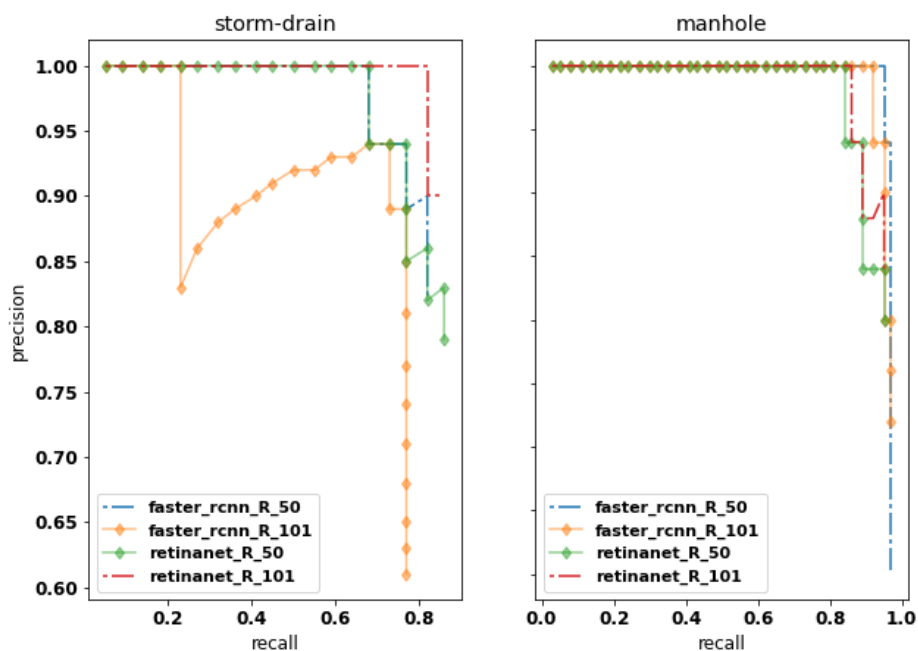 storm-drain
manhole
1.00
0.95
0.90
0.85
0.80
0.75
0.70
0.65
0.60
precision
faster_rcnn_R_50
faster_rcnn_R_101
retinanet_R_50
retinanet_R_101
0.2 0.4 0.6 0.8
recall
faster_rcnn_R_50
faster_rcnn_R_101
retinanet_R_50
retinanet_R_101
0.0 0.2 0.4 0.6 0.8 1.0
recall